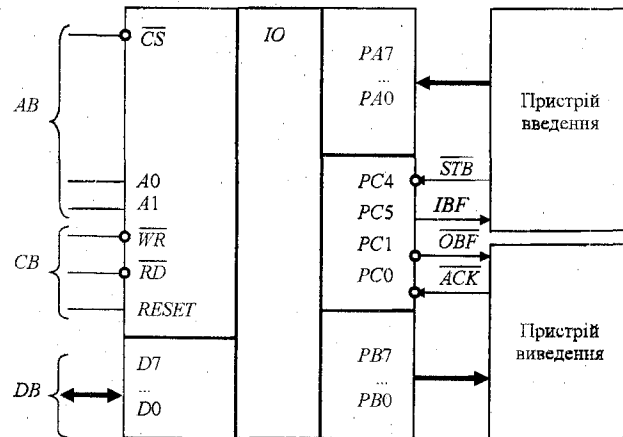 AB
CS
A0
A1
CB
WR
RD
RESET
DB
D7
...
D0
IO
PA7
...
PA0
PC4
PC5
PC1
PC0
PB7
...
PB0
STB
IBF
OBF
ACK
Пристрій
введення
Пристрій
виведення